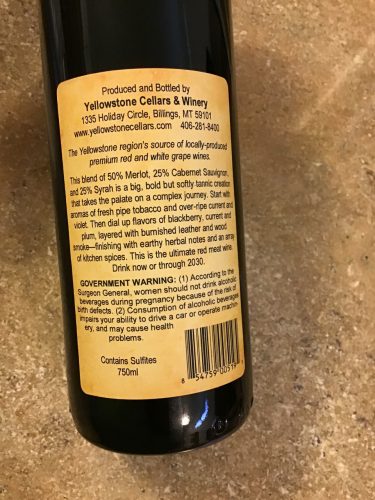 Produced and Bottled by
Yellowstone Cellars & Winery
1335 Holiday Circle, Billings, MT 59101
www.yellowstonecellars.com 406-281-8400
The Yellowstone region's source of locally-produced
premium red and white grape wines.
This blend of 50% Merlot, 25% Cabernet Sauvignon,
and 25% Syrah is a big, bold but softly tannic creation
that takes the palate on a complex journey. Start with
aromas of fresh pipe tobacco and over-ripe currant and
violet. Then dial up flavors of blackberry, currant and
plum, layered with burnished leather and wood
smoke—finishing with earthy herbal notes and an array
of kitchen spices. This is the ultimate red meat wine.
Drink now or through 2030.
GOVERNMENT WARNING: (1) According to the
Surgeon General, women should not drink alcoholic
beverages during pregnancy because of the risk of
birth defects. (2) Consumption of alcoholic beverages
impairs your ability to drive a car or operate machin-
ery, and may cause health
problems.
Contains Sulfites
750ml
8 54759 00519